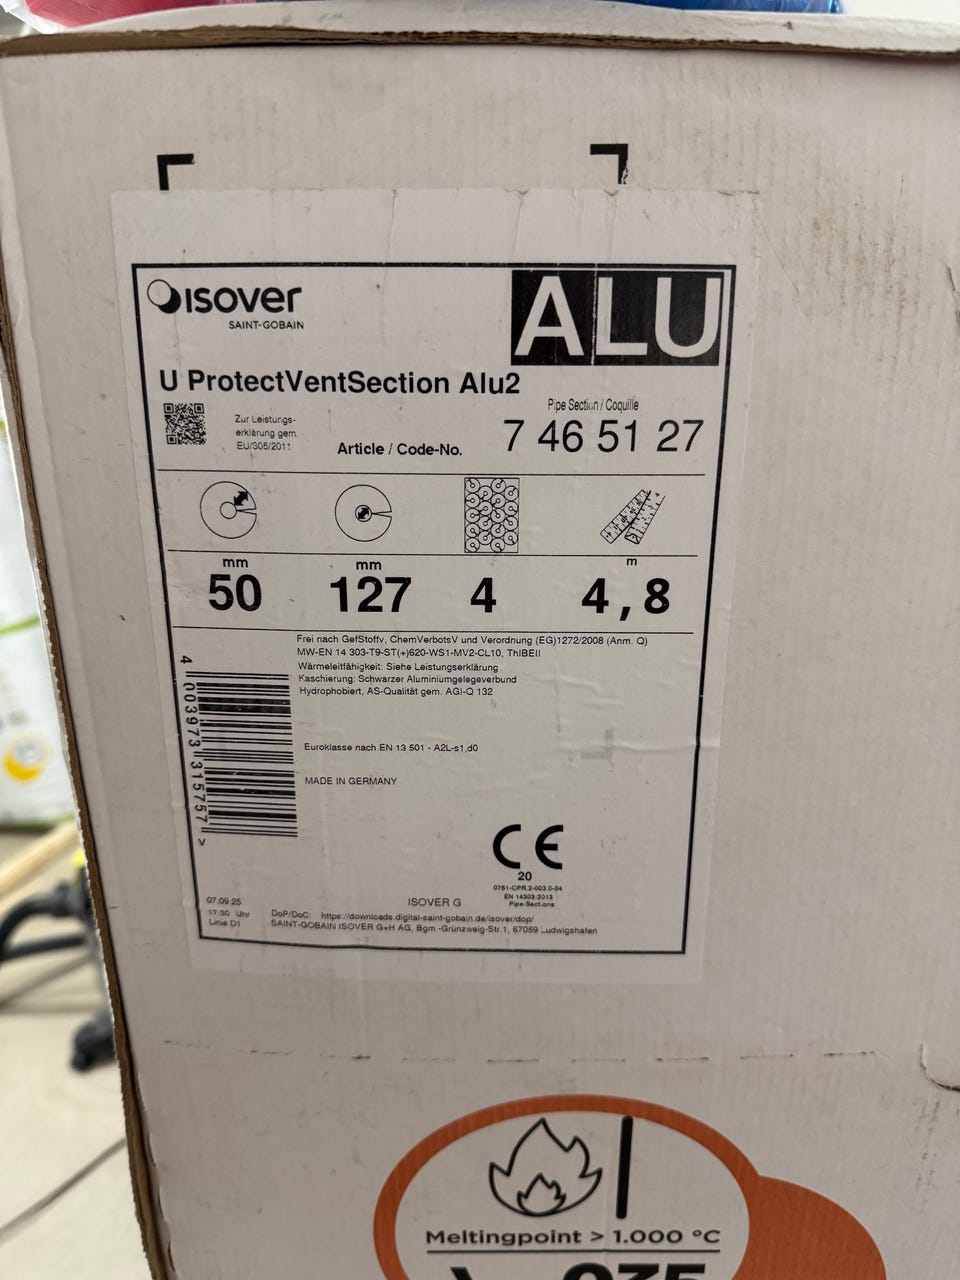 ISOVER
SAINT-GOBAIN
ALU
U ProtectVentSection Alu2
Pipe Section / Coquille
Zur Leistungs-
erklärung gem.
EU/305/2011
Article / Code-No.
7 46 51 27
mm mm m
50 127 4 4,8
Frei nach GefStoffv, ChemVerbotsV und Verordnung (EG)1272/2008 (Anm. Q)
MW-EN 14 303-T9-ST(+)620-WS1-MV2-CL10, ThIBEII
Wärmeleitfähigkeit: Siehe Leistungserklärung
Kaschierung: Schwarzer Aluminiumgelegeverbund
Hydrophobiert, AS-Qualität gem. AGI-Q 132
4 003973 315757 >
Euroklasse nach EN 13 501 - A2L-s1,d0
MADE IN GERMANY
CE
20
0751-CPR.2-003.0-04
EN 14303:2013
Pipe-Sections
07.09.25
17:30 Uhr
Linie D1
ISOVER G
DoP/DoC: https://downloads.digital-saint-gobain.de/isover/dop/
SAINT-GOBAIN ISOVER G+H AG, Bgm.-Grünzweig-Str.1, 67059 Ludwigshafen
Meltingpoint > 1.000 °C